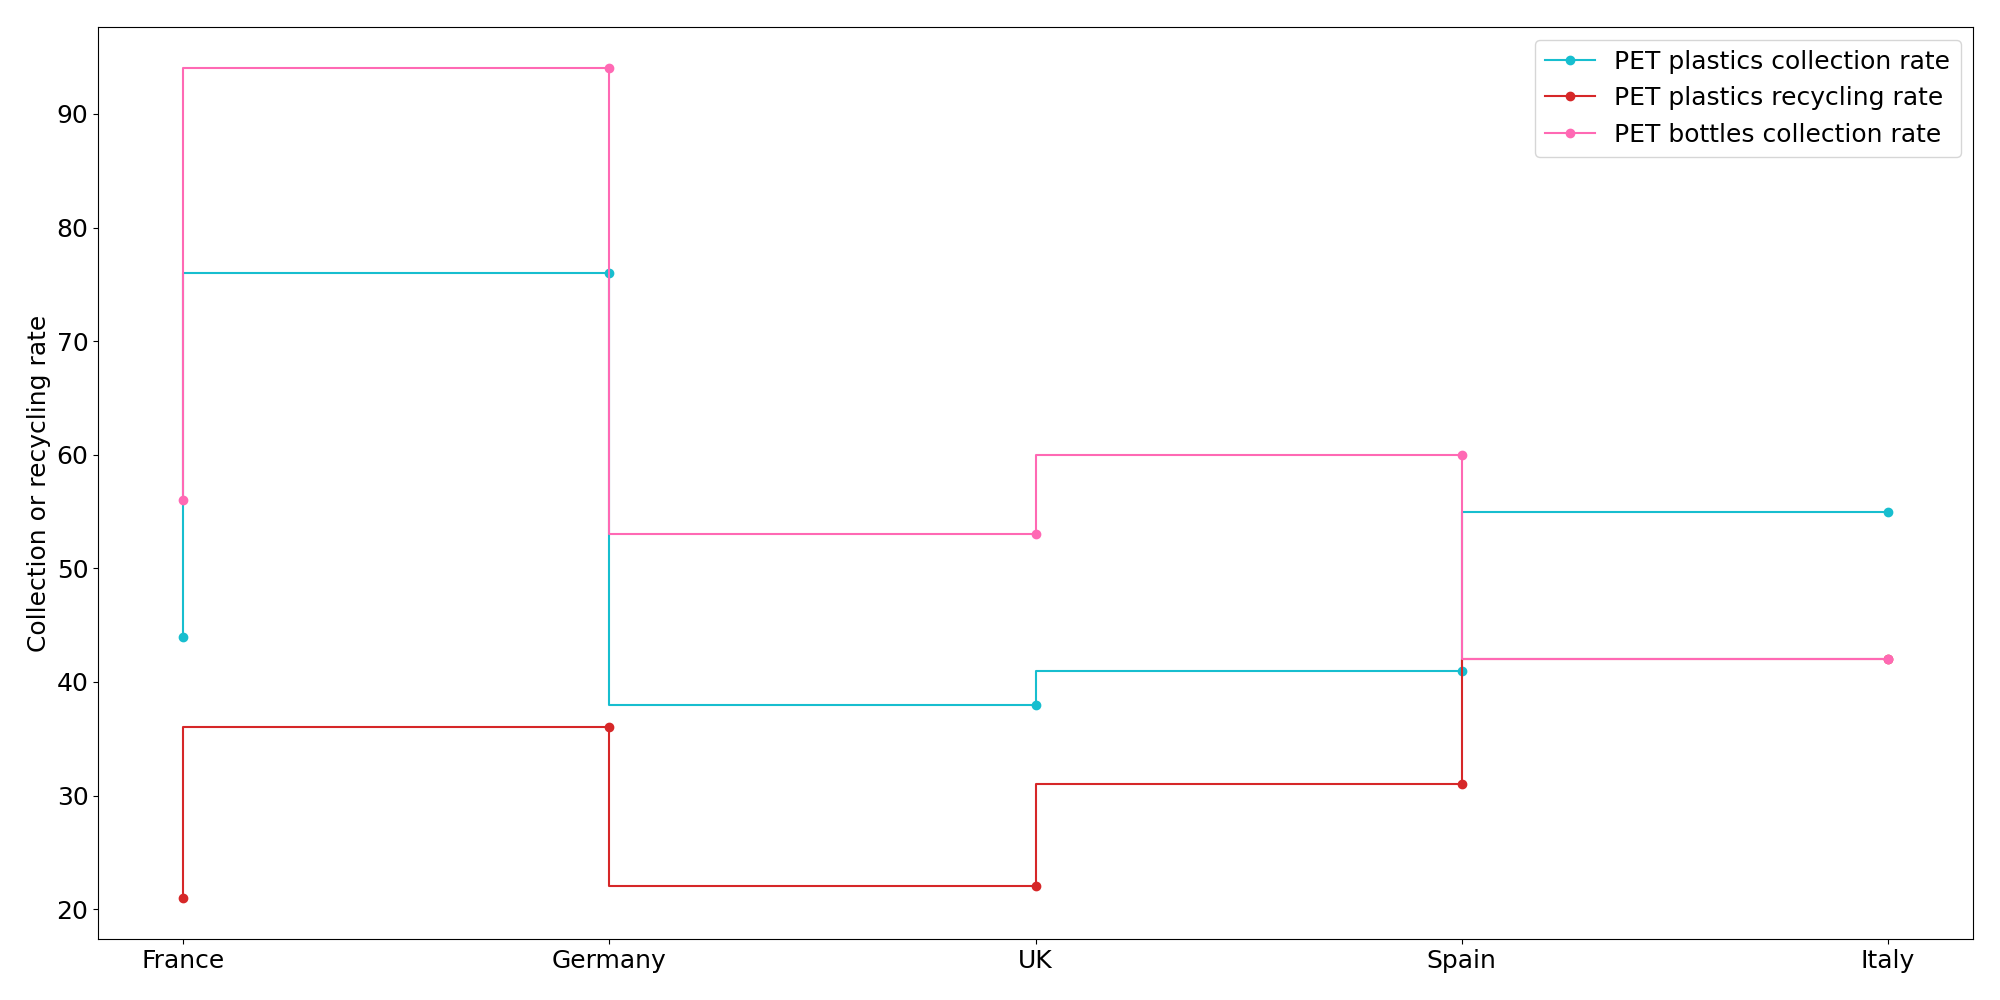 PET plastics collection rate
PET plastics recycling rate
PET bottles collection rate
Collection or recycling rate
90
80
70
60
50
40
30
20
France Germany UK Spain Italy